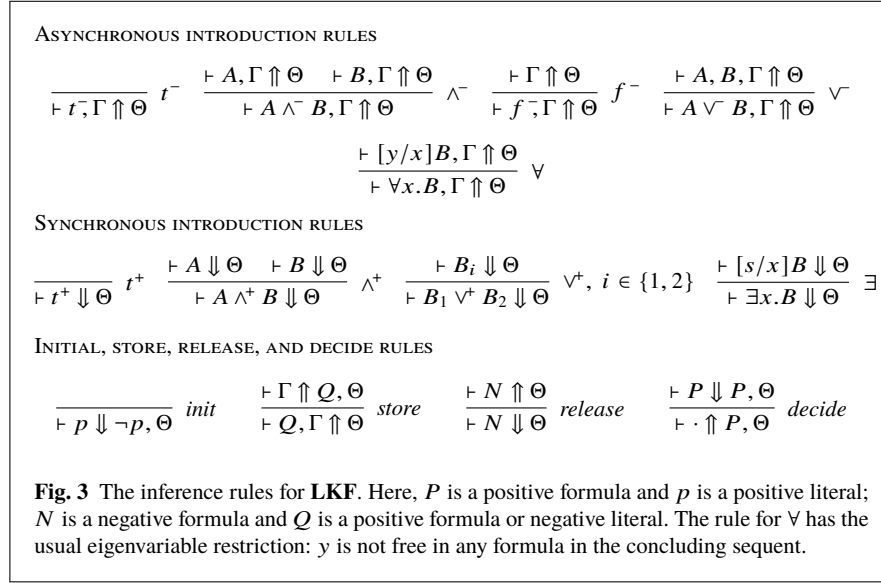 ASYNCHRONOUS INTRODUCTION RULES
⊢ A, Γ ⇑ Θ    ⊢ B, Γ ⇑ Θ    ⊢ Γ ⇑ Θ    ⊢ A, B, Γ ⇑ Θ
⊢ t⁻, Γ ⇑ Θ  t⁻    ⊢ A ∧⁻ B, Γ ⇑ Θ  ∧⁻    ⊢ f⁻, Γ ⇑ Θ  f⁻    ⊢ A ∨⁻ B, Γ ⇑ Θ  ∨⁻
⊢ [y/x]B, Γ ⇑ Θ
⊢ ∀x.B, Γ ⇑ Θ  ∀
SYNCHRONOUS INTRODUCTION RULES
⊢ A ⇓ Θ    ⊢ B ⇓ Θ    ⊢ Bᵢ ⇓ Θ    ⊢ [s/x]B ⇓ Θ
⊢ t⁺ ⇓ Θ  t⁺    ⊢ A ∧⁺ B ⇓ Θ  ∧⁺    ⊢ B₁ ∨⁺ B₂ ⇓ Θ  ∨⁺, i ∈ {1, 2}    ⊢ ∃x.B ⇓ Θ  ∃
INITIAL, STORE, RELEASE, AND DECIDE RULES
⊢ Γ ⇑ Q, Θ    ⊢ N ⇑ Θ    ⊢ P ⇓ P, Θ
⊢ p ⇓ ¬p, Θ  init    ⊢ Q, Γ ⇑ Θ  store    ⊢ N ⇓ Θ  release    ⊢ · ⇑ P, Θ  decide
Fig. 3 The inference rules for LKF. Here, P is a positive formula and p is a positive literal;
N is a negative formula and Q is a positive formula or negative literal. The rule for ∀ has the
usual eigenvariable restriction: y is not free in any formula in the concluding sequent.